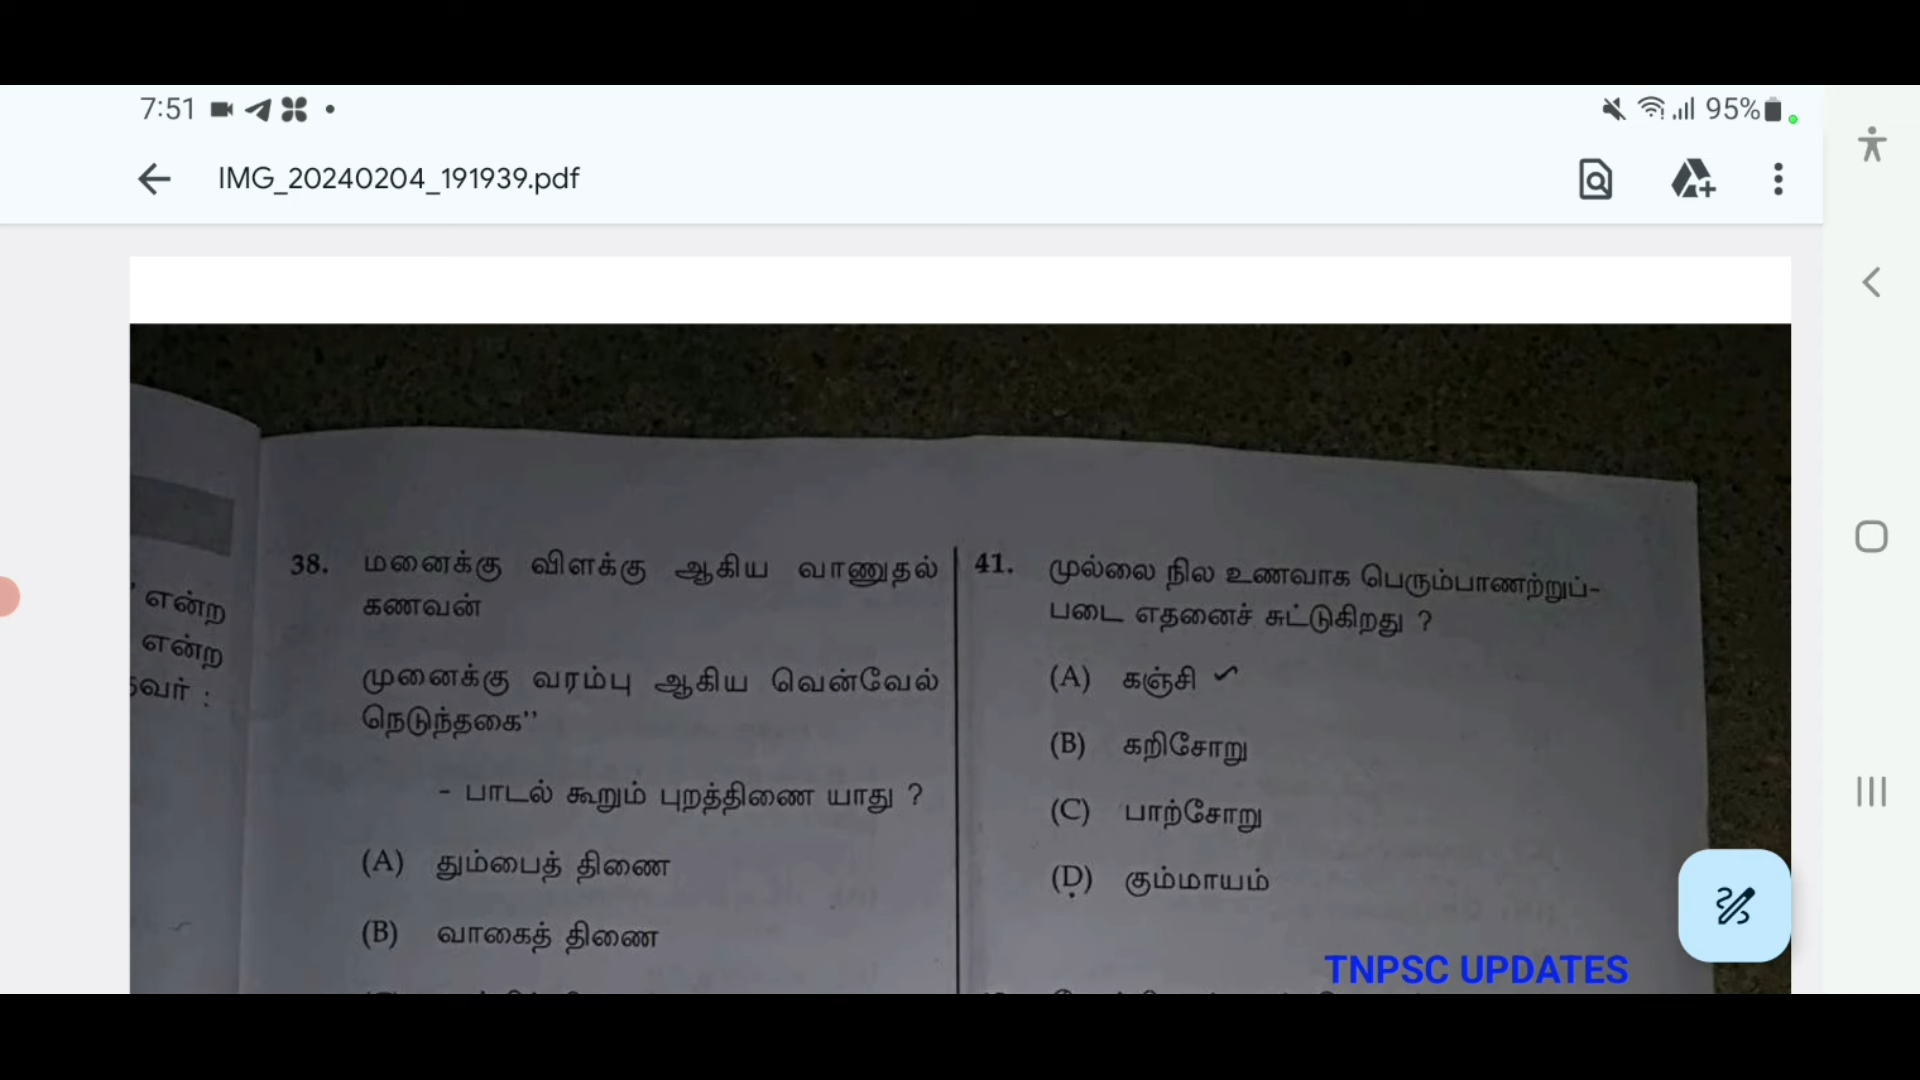 7:51
95%
IMG_20240204_191939.pdf
என்ற
என்ற
38. மனைக்கு விளக்கு ஆகிய வாணுதல்
கணவன்
முனைக்கு வரம்பு ஆகிய வென்வேல்
நெடுந்தகை”
- பாடல் கூறும் புறத்திணை யாது ?
(A) தும்பைத் திணை
(B) வாகைத் திணை
41. முல்லை நில உணவாக பெரும்பாணற்றுப்-
படை எதனைச் சுட்டுகிறது ?
(A) கஞ்சி
(B) கறிசோறு
(C) பாற்சோறு
(D) கும்மாயம்
TNPSC UPDATES